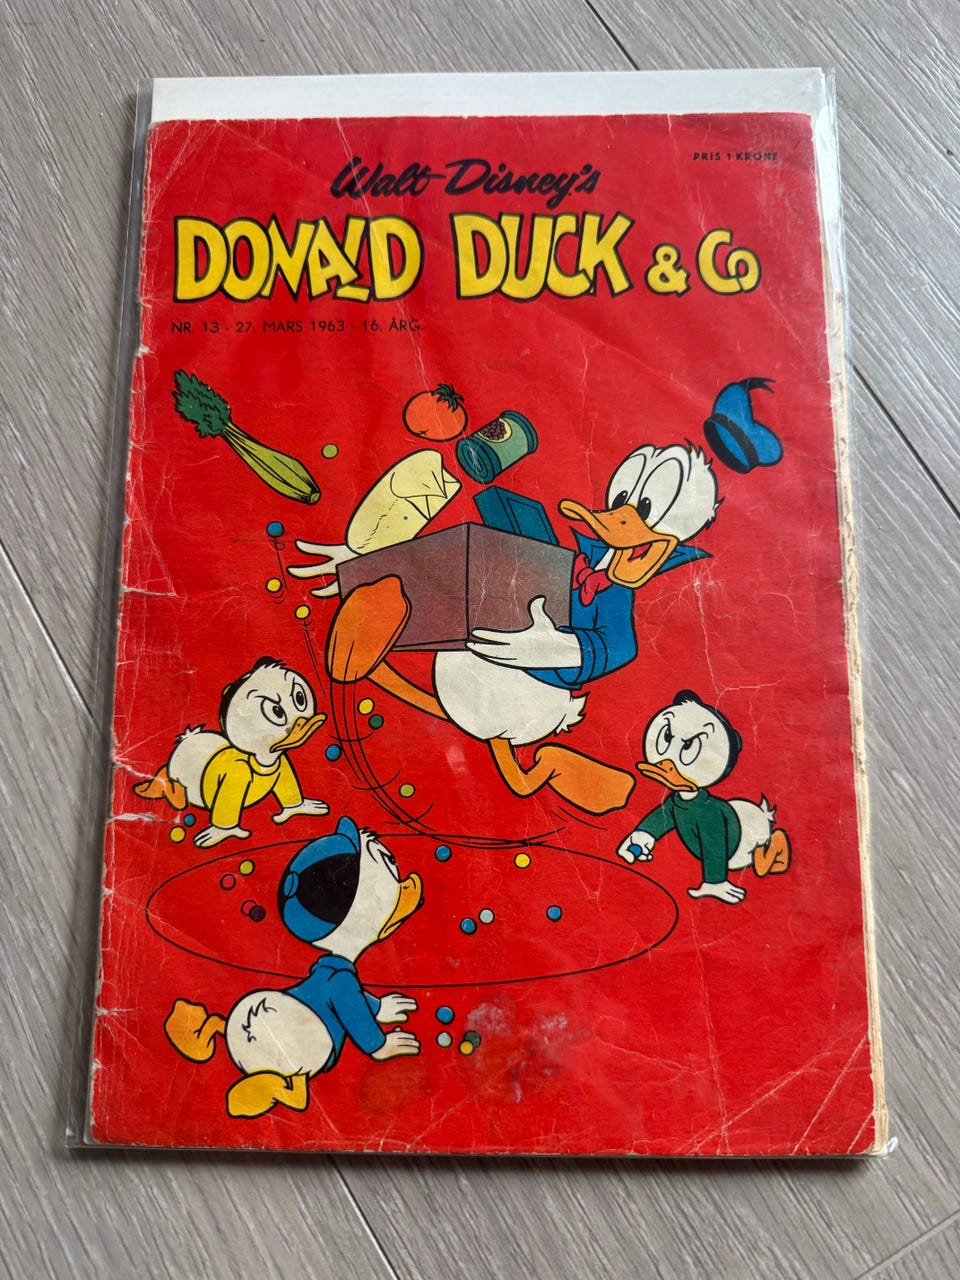 PRIS 1 KRONE
Walt Disney's
DONALD DUCK & Co
NR. 13 - 27. MARS 1963 - 16. ÅRG.